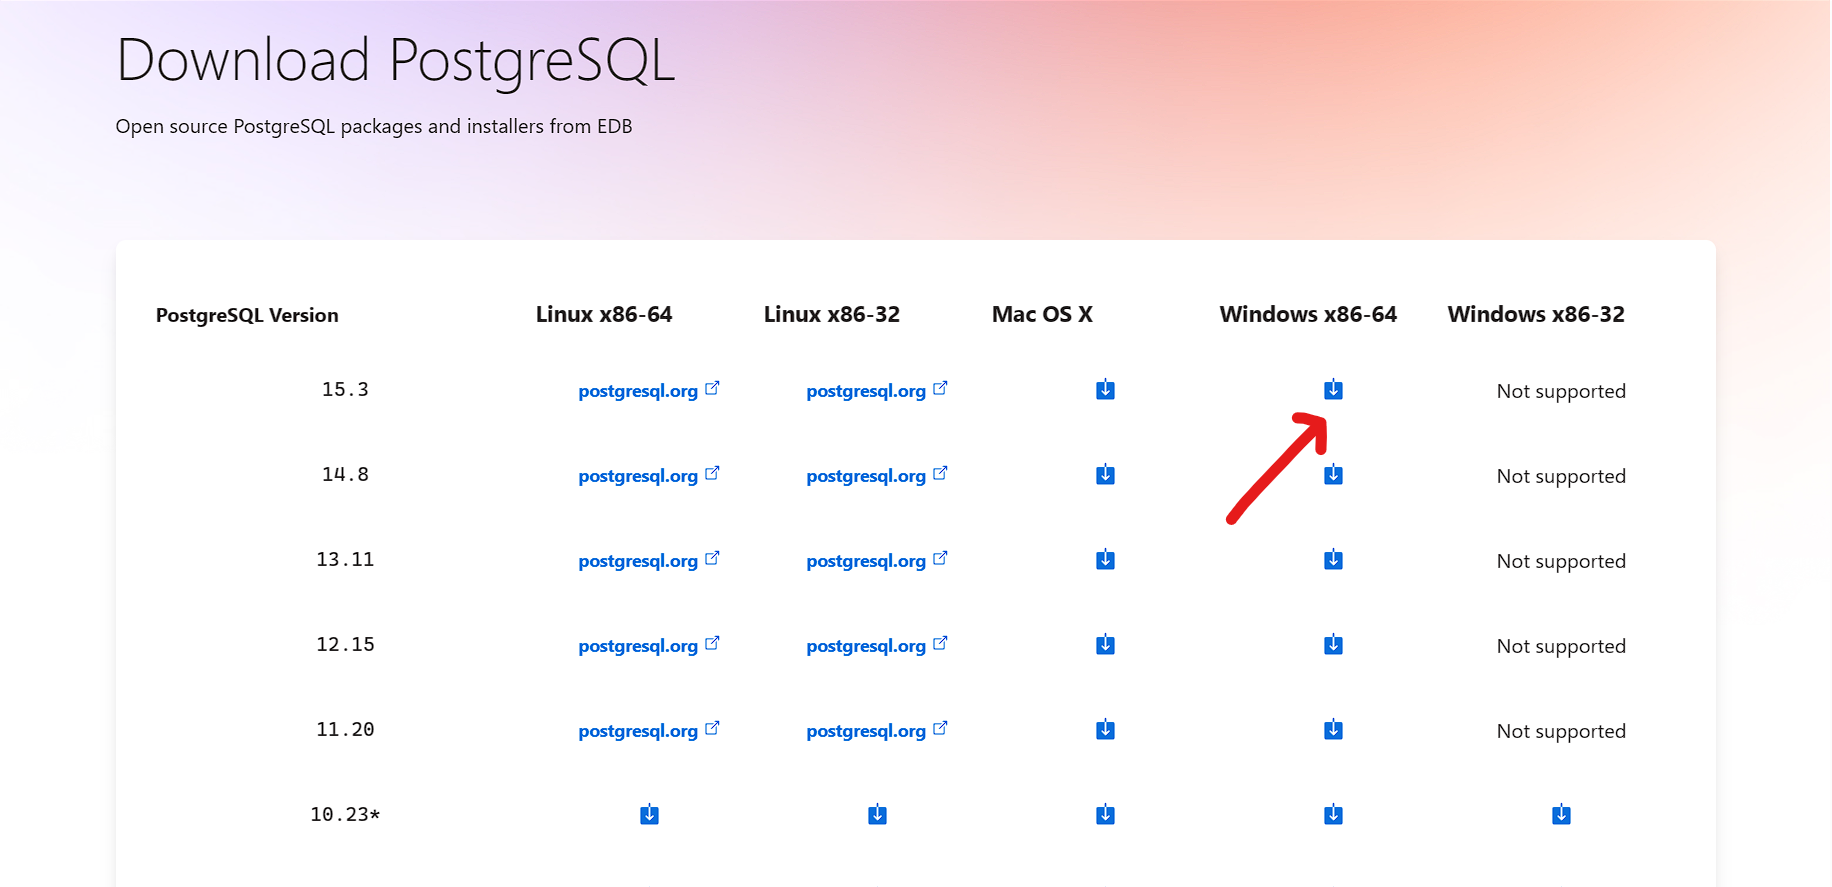 Download PostgreSQL
Open source PostgreSQL packages and installers from EDB
PostgreSQL Version Linux x86-64 Linux x86-32 Mac OS X Windows x86-64 Windows x86-32
15.3 postgresql.org postgresql.org Not supported
14.8 postgresql.org postgresql.org Not supported
13.11 postgresql.org postgresql.org Not supported
12.15 postgresql.org postgresql.org Not supported
11.20 postgresql.org postgresql.org Not supported
10.23*